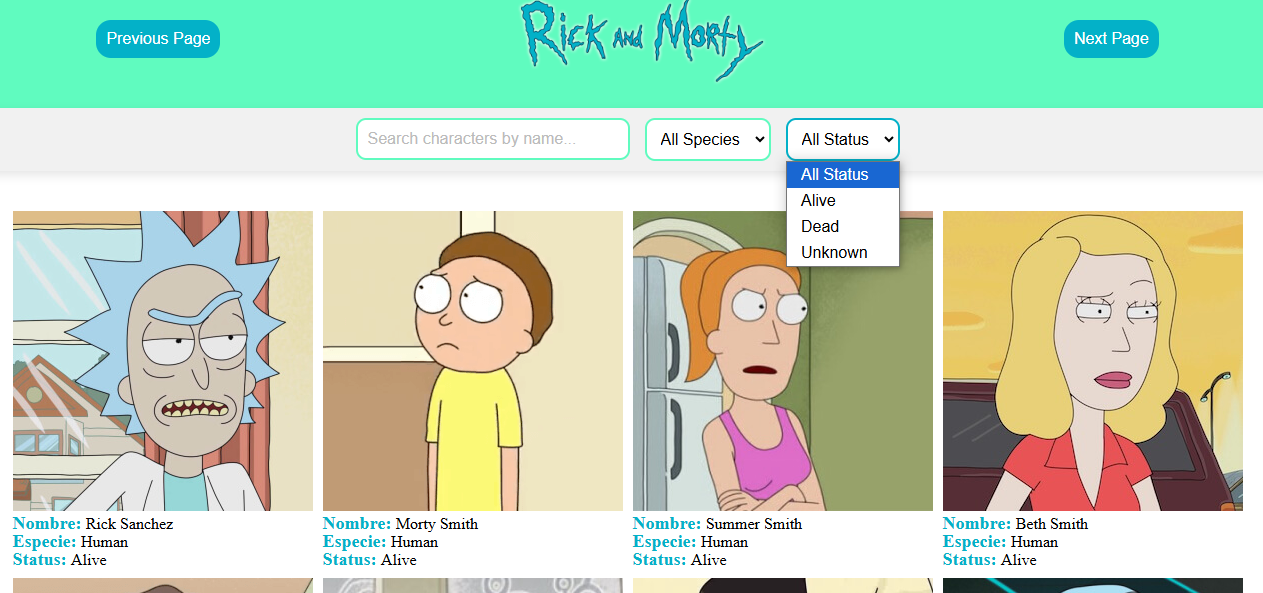 Previous Page
Rick and Morty
Next Page
Search characters by name...
All Species
All Status
All Status
Alive
Dead
Unknown
Nombre: Rick Sanchez
Especie: Human
Status: Alive
Nombre: Morty Smith
Especie: Human
Status: Alive
Nombre: Summer Smith
Especie: Human
Status: Alive
Nombre: Beth Smith
Especie: Human
Status: Alive